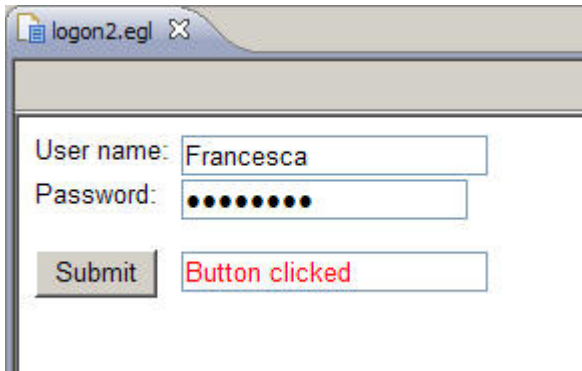 logon2.egl
User name: Francesca
Password: ●●●●●●●●
Submit Button clicked